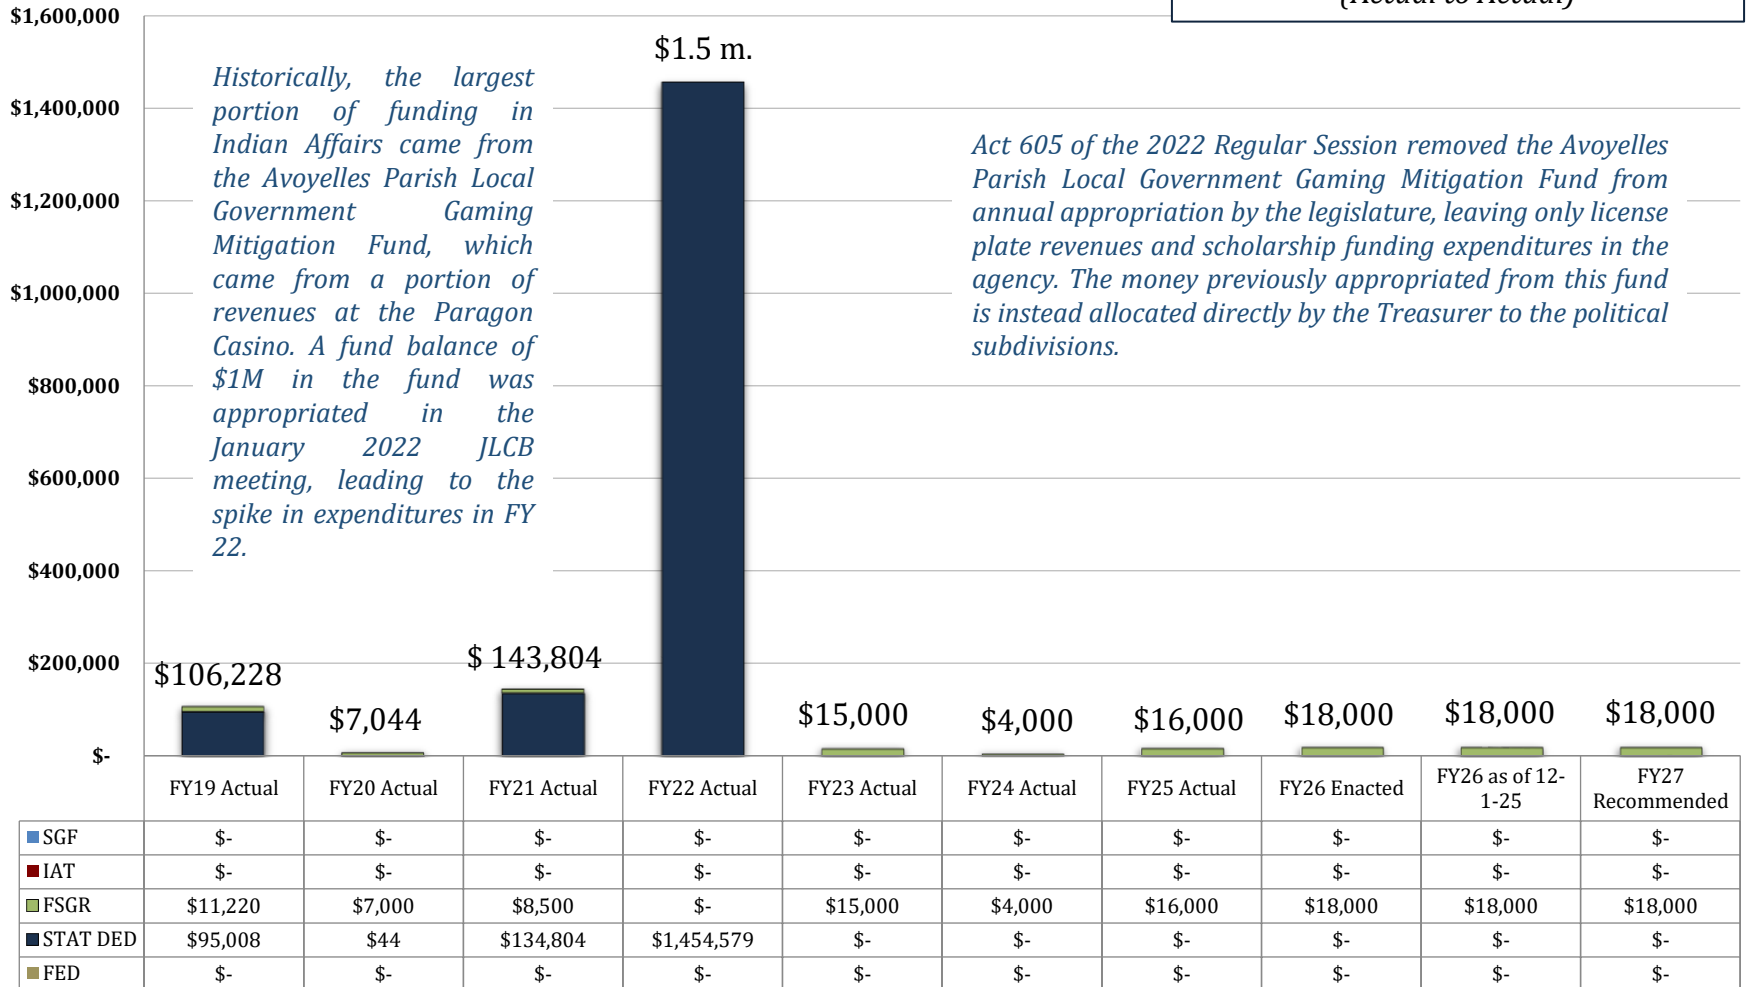 (Actual to Actual)
$1,600,000
$1,400,000
$1,200,000
$1,000,000
$800,000
$600,000
$400,000
$200,000
$-
Historically, the largest
portion of funding in
Indian Affairs came from
the Avoyelles Parish Local
Government Gaming
Mitigation Fund, which
came from a portion of
revenues at the Paragon
Casino. A fund balance of
$1M in the fund was
appropriated in the
January 2022 JLCB
meeting, leading to the
spike in expenditures in FY
22.
$1.5 m.
Act 605 of the 2022 Regular Session removed the Avoyelles
Parish Local Government Gaming Mitigation Fund from
annual appropriation by the legislature, leaving only license
plate revenues and scholarship funding expenditures in the
agency. The money previously appropriated from this fund
is instead allocated directly by the Treasurer to the political
subdivisions.
$106,228
$7,044
$ 143,804
$15,000
$4,000
$16,000
$18,000
$18,000
$18,000
FY19 Actual FY20 Actual FY21 Actual FY22 Actual FY23 Actual FY24 Actual FY25 Actual FY26 Enacted FY26 as of 12-
1-25
FY27
Recommended
SGF $- $- $- $- $- $- $- $- $- $-
IAT $- $- $- $- $- $- $- $- $- $-
FSGR $11,220 $7,000 $8,500 $- $15,000 $4,000 $16,000 $18,000 $18,000 $18,000
STAT DED $95,008 $44 $134,804 $1,454,579 $- $- $- $- $- $-
FED $- $- $- $- $- $- $- $- $- $-